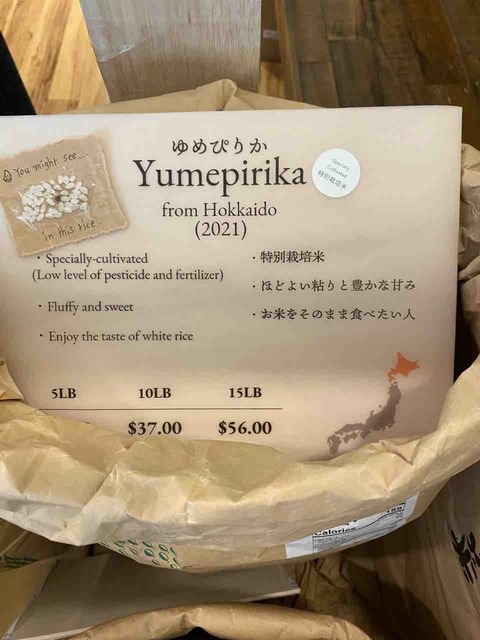 ゆめぴりか
Yumepirika
Specially
Cultivated
特別栽培米
You might see...
in this rice.
from Hokkaido
(2021)
・Specially-cultivated
(Low level of pesticide and fertilizer)
・Fluffy and sweet
・Enjoy the taste of white rice
・特別栽培米
・ほどよい粘りと豊かな甘み
・お米をそのまま食べたい人
5LB 10LB 15LB
$37.00 $56.00
Calories